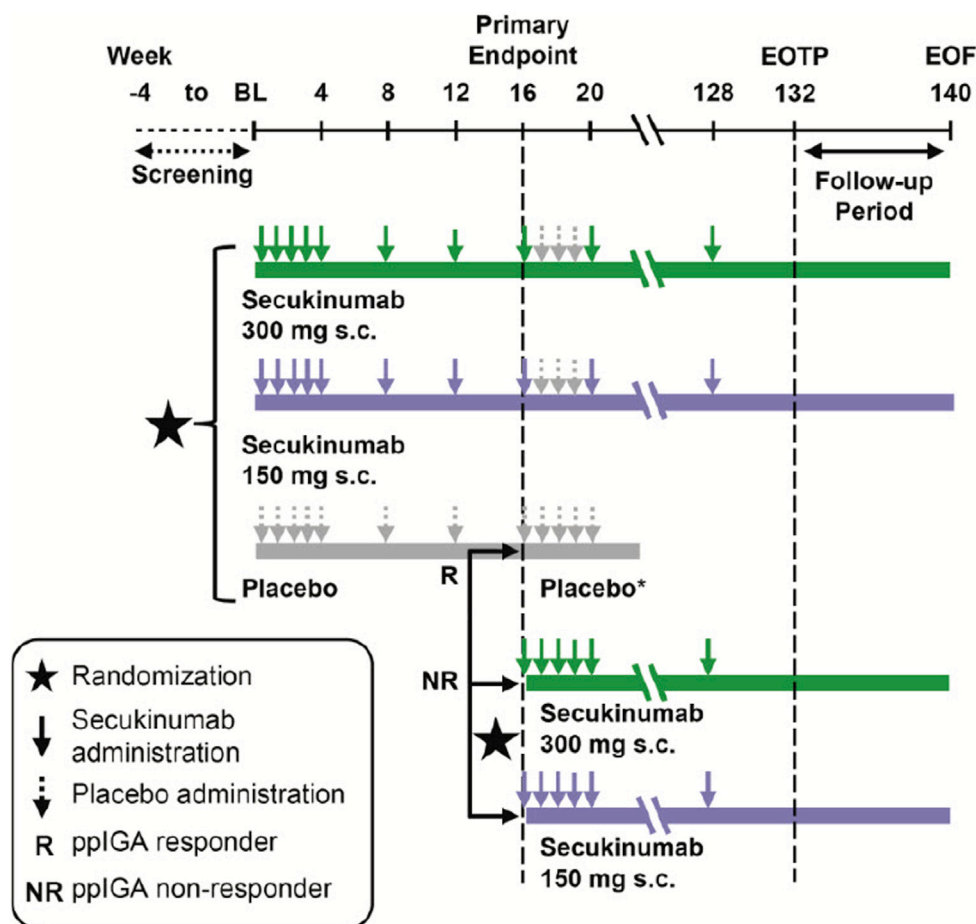 Primary
Endpoint
Week
EOTP
EOF
-4 to BL 4 8 12 16 20 128 132 140
Screening
Follow-up
Period
Secukinumab
300 mg s.c.
Secukinumab
150 mg s.c.
R
Placebo
Placebo*
NR
Secukinumab
300 mg s.c.
Secukinumab
150 mg s.c.
Randomization
Secukinumab
administration
Placebo administration
R ppIGA responder
NR ppIGA non-responder